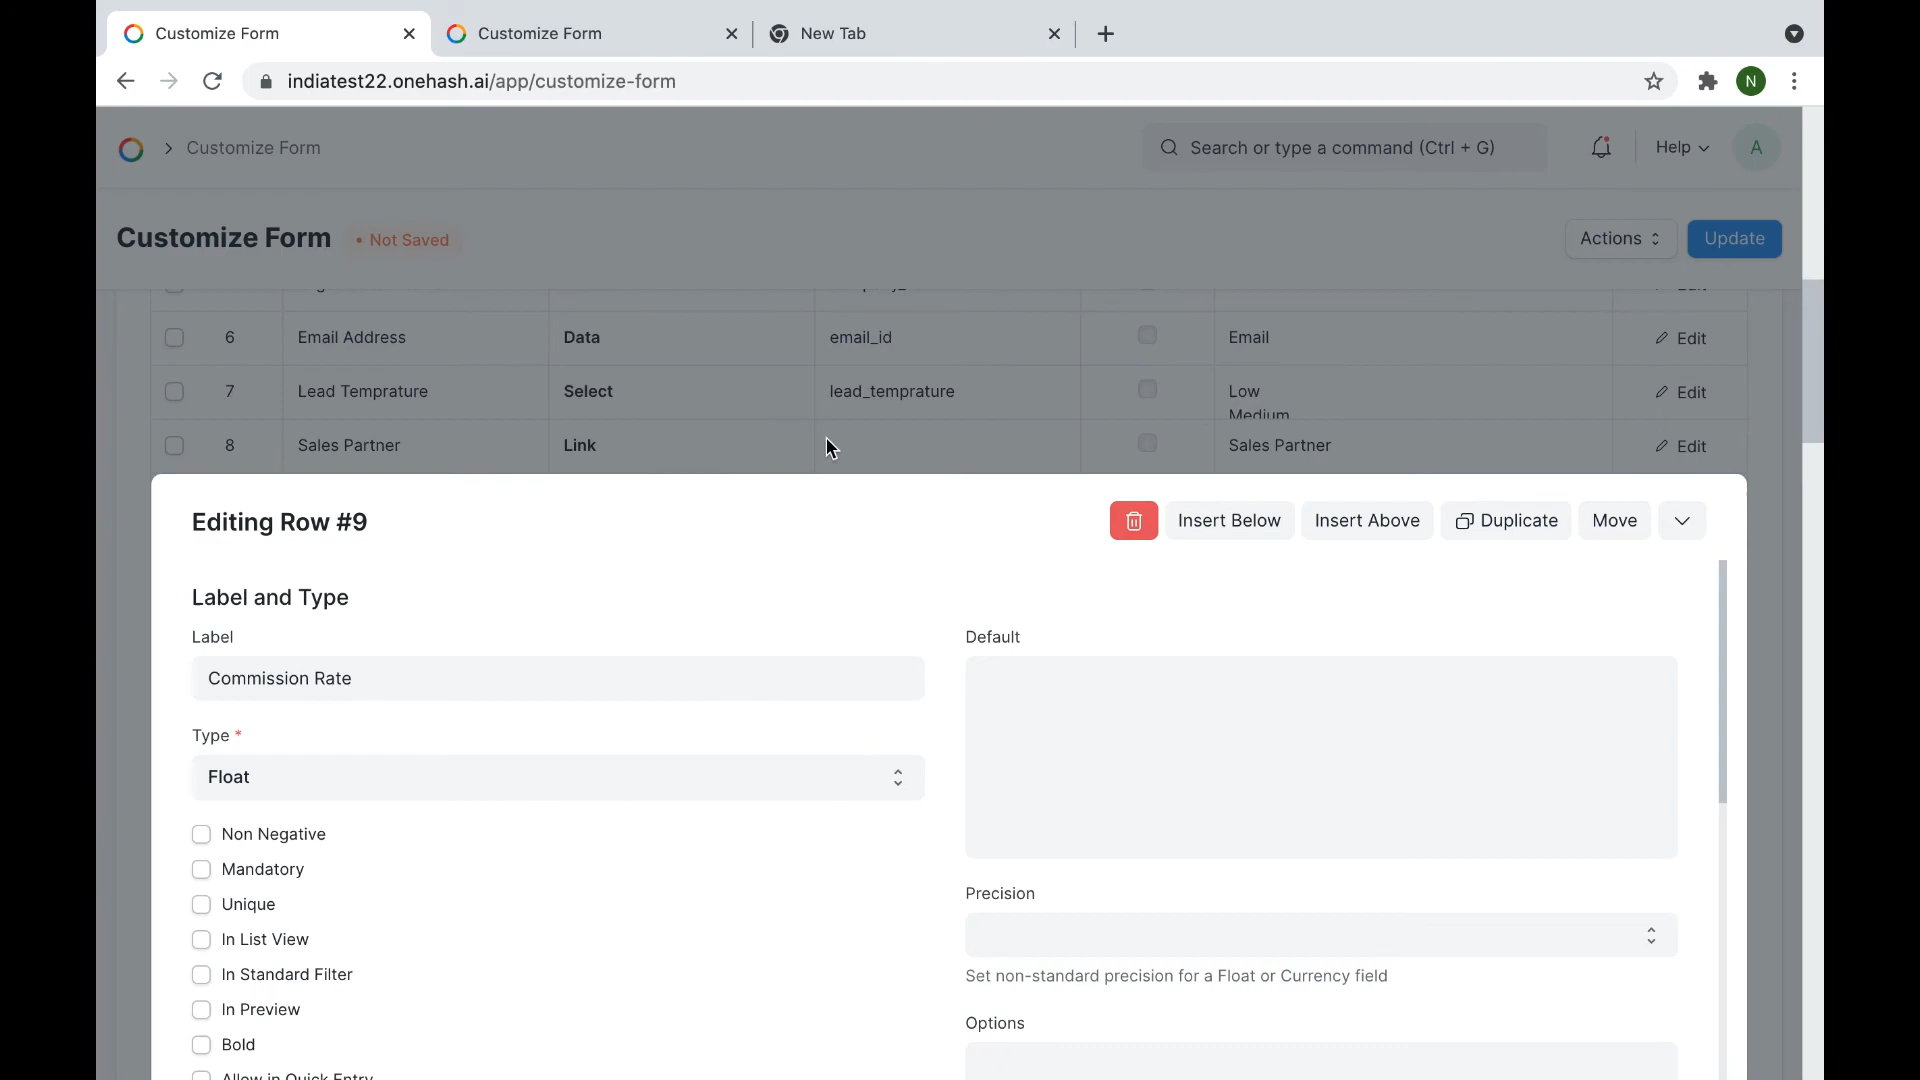 Customize Form
Customize Form
New Tab
indiatest22.onehash.ai/app/customize-form
N
Customize Form
Search or type a command (Ctrl + G)
Help
A
Customize Form
• Not Saved
Actions
Update
6 Email Address Data email_id Email Edit
7 Lead Temprature Select lead_temprature Low Edit
Medium
8 Sales Partner Link Sales Partner Edit
Editing Row #9
Insert Below
Insert Above
Duplicate
Move
Label and Type
Label
Commission Rate
Type *
Float
Non Negative
Mandatory
Unique
In List View
In Standard Filter
In Preview
Bold
Allow in Quick Entry
Default
Precision
Set non-standard precision for a Float or Currency field
Options